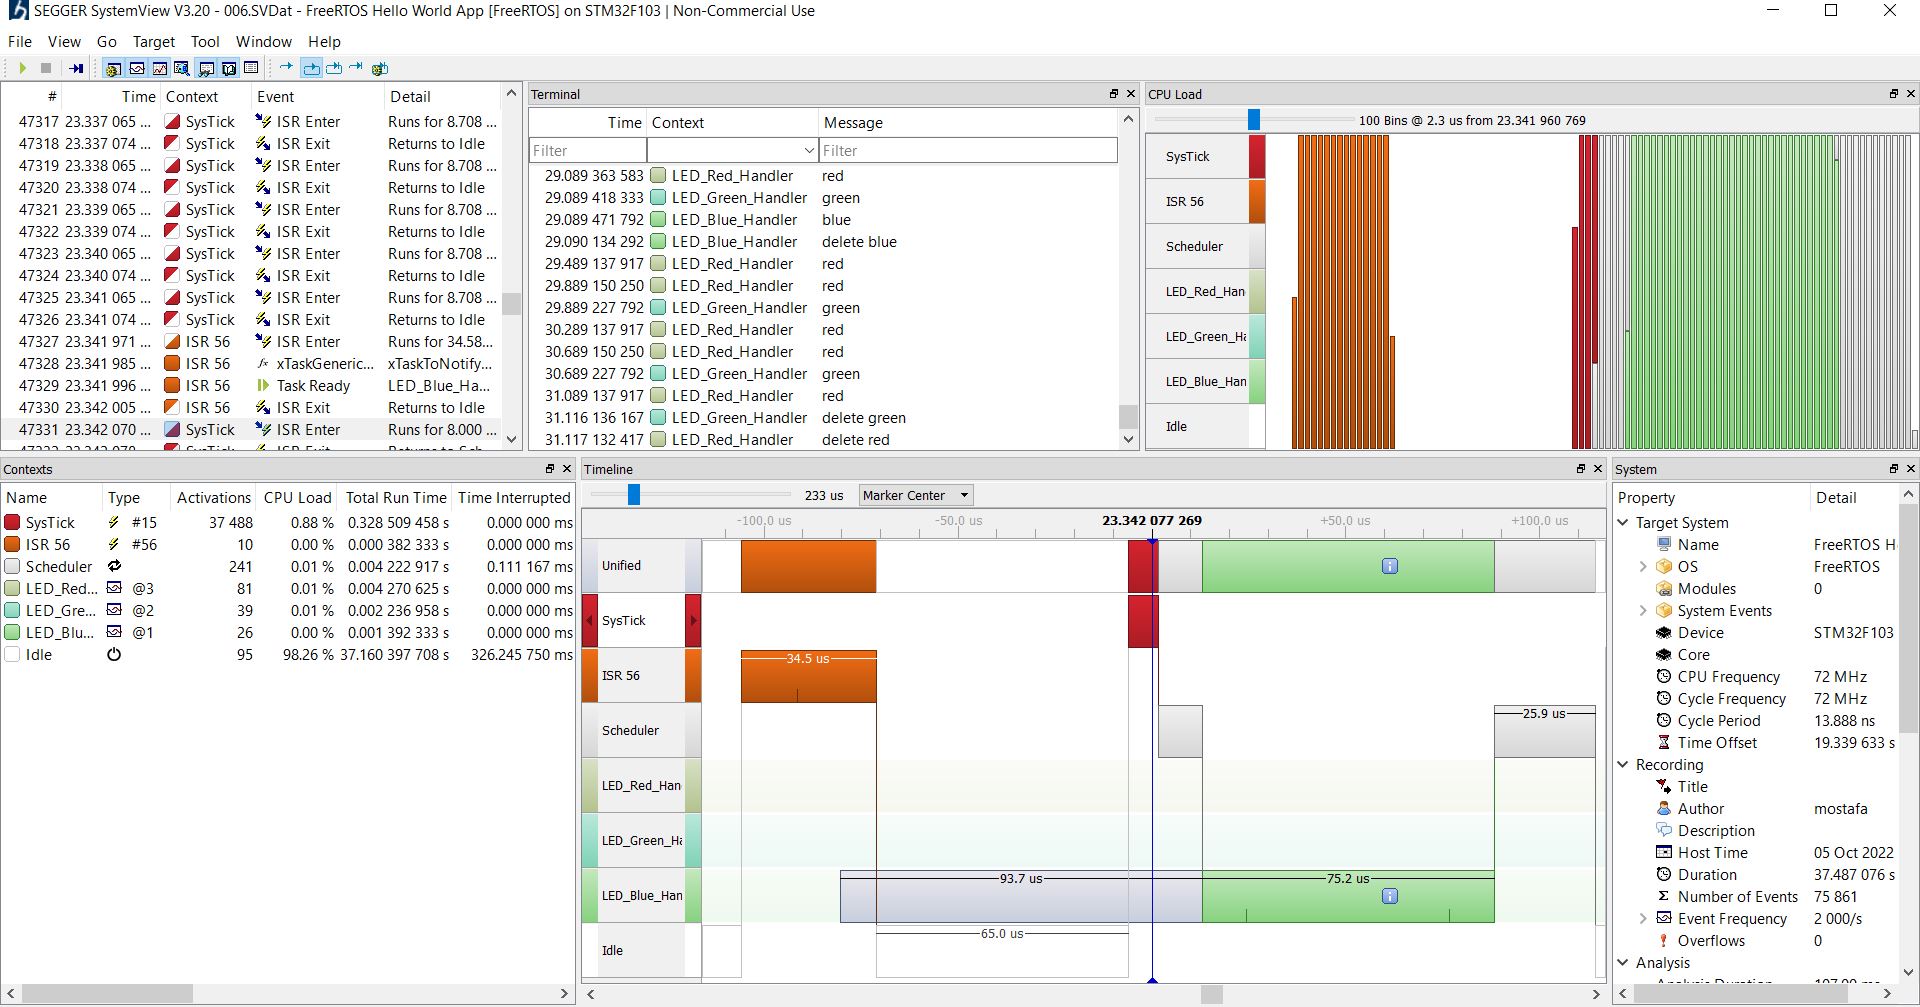 SEGGER SystemView V3.20 - 006.SVDat - FreeRTOS Hello World App [FreeRTOS] on STM32F103 | Non-Commercial Use
File View Go Target Tool Window Help
# Time Context Event Detail
47317 23.337 065 ... SysTick ISR Enter Runs for 8.708 ...
47318 23.337 074 ... SysTick ISR Exit Returns to Idle
47319 23.338 065 ... SysTick ISR Enter Runs for 8.708 ...
47320 23.338 074 ... SysTick ISR Exit Returns to Idle
47321 23.339 065 ... SysTick ISR Enter Runs for 8.708 ...
47322 23.339 074 ... SysTick ISR Exit Returns to Idle
47323 23.340 065 ... SysTick ISR Enter Runs for 8.708 ...
47324 23.340 074 ... SysTick ISR Exit Returns to Idle
47325 23.341 065 ... SysTick ISR Enter Runs for 8.708 ...
47326 23.341 074 ... SysTick ISR Exit Returns to Idle
47327 23.341 971 ... ISR 56 ISR Enter Runs for 34.58...
47328 23.341 985 ... ISR 56 fx xTaskGeneric... xTaskToNotify...
47329 23.341 996 ... ISR 56 Task Ready LED_Blue_Ha...
47330 23.342 005 ... ISR 56 ISR Exit Returns to Idle
47331 23.342 070 ... SysTick ISR Enter Runs for 8.000 ...
Terminal
Time Context Message
Filter Filter
29.089 363 583 LED_Red_Handler red
29.089 418 333 LED_Green_Handler green
29.089 471 792 LED_Blue_Handler blue
29.090 134 292 LED_Blue_Handler delete blue
29.489 137 917 LED_Red_Handler red
29.889 150 250 LED_Red_Handler red
29.889 227 792 LED_Green_Handler green
30.289 137 917 LED_Red_Handler red
30.689 150 250 LED_Red_Handler red
30.689 227 792 LED_Green_Handler green
31.089 137 917 LED_Red_Handler red
31.116 136 167 LED_Green_Handler delete green
31.117 132 417 LED_Red_Handler delete red
CPU Load
100 Bins @ 2.3 us from 23.341 960 769
SysTick
ISR 56
Scheduler
LED_Red_Han
LED_Green_Ha
LED_Blue_Han
Idle
Contexts
Name Type Activations CPU Load Total Run Time Time Interrupted
SysTick #15 37 488 0.88 % 0.328 509 458 s 0.000 000 ms
ISR 56 #56 10 0.00 % 0.000 382 333 s 0.000 000 ms
Scheduler 241 0.01 % 0.004 222 917 s 0.111 167 ms
LED_Red... @3 81 0.01 % 0.004 270 625 s 0.000 000 ms
LED_Gre... @2 39 0.01 % 0.002 236 958 s 0.000 000 ms
LED_Blu... @1 26 0.00 % 0.001 392 333 s 0.000 000 ms
Idle 95 98.26 % 37.160 397 708 s 326.245 750 ms
Timeline
233 us Marker Center
-100.0 us -50.0 us 23.342 077 269 +50.0 us +100.0 us
Unified
SysTick
ISR 56 34.5 us
Scheduler 25.9 us
LED_Red_Han
LED_Green_Ha
LED_Blue_Han 93.7 us 75.2 us
Idle 65.0 us
System
Property Detail
Target System
Name FreeRTOS H
OS FreeRTOS
Modules 0
System Events
Device STM32F103
Core
CPU Frequency 72 MHz
Cycle Frequency 72 MHz
Cycle Period 13.888 ns
Time Offset 19.339 633 s
Recording
Title
Author mostafa
Description
Host Time 05 Oct 2022
Duration 37.487 076 s
Number of Events 75 861
Event Frequency 2 000/s
Overflows 0
Analysis